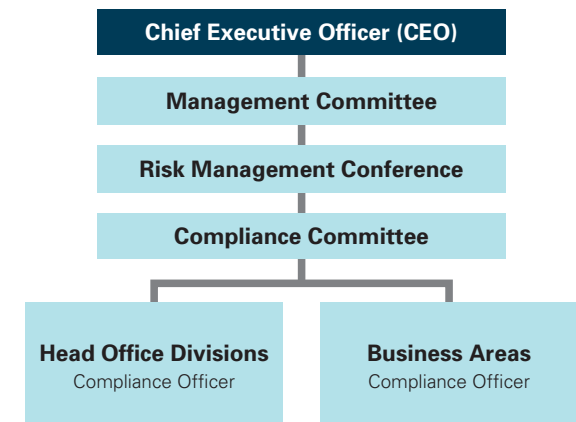 Chief Executive Officer (CEO)
Management Committee
Risk Management Conference
Compliance Committee
Head Office Divisions
Compliance Officer
Business Areas
Compliance Officer